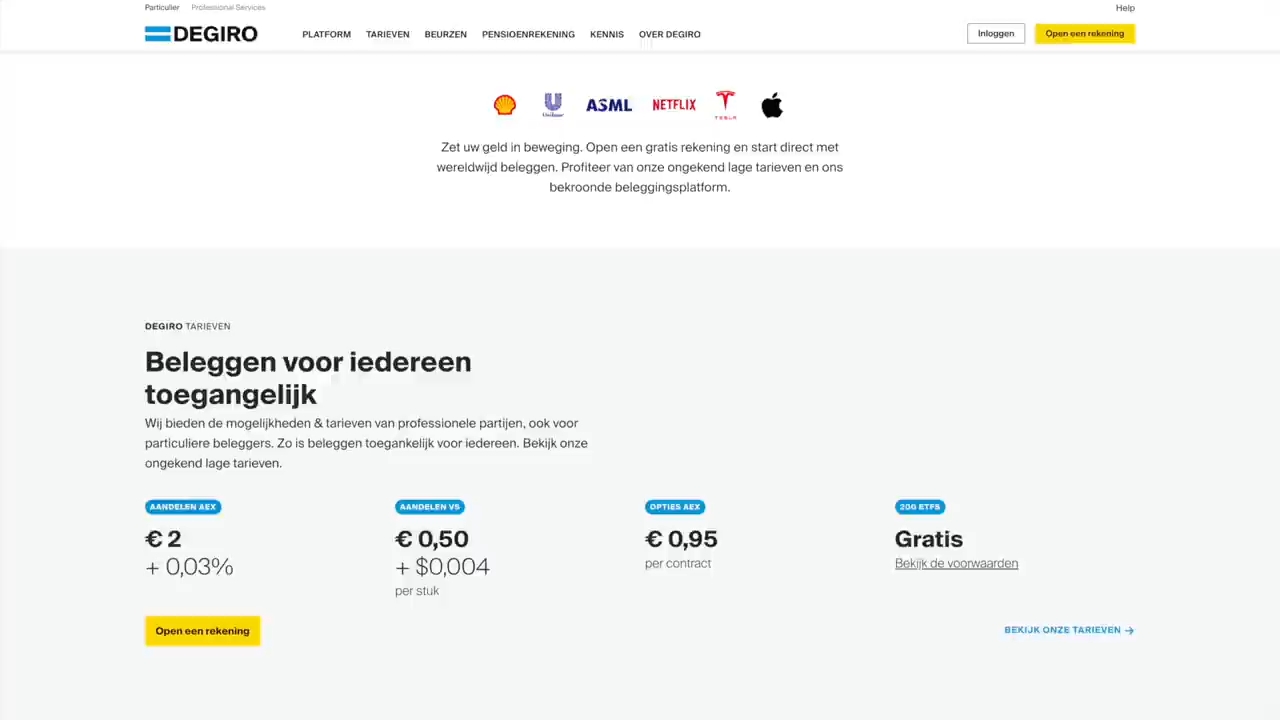 Particulier Professional Services Help
DEGIRO PLATFORM TARIEVEN BEURZEN PENSIOENREKENING KENNIS OVER DEGIRO Inloggen Open een rekening
Unilever ASML NETFLIX TESLA
Zet uw geld in beweging. Open een gratis rekening en start direct met
wereldwijd beleggen. Profiteer van onze ongekend lage tarieven en ons
bekroonde beleggingsplatform.
DEGIRO TARIEVEN
Beleggen voor iedereen
toegangelijk
Wij bieden de mogelijkheden & tarieven van professionele partijen, ook voor
particuliere beleggers. Zo is beleggen toegankelijk voor iedereen. Bekijk onze
ongekend lage tarieven.
AANDELEN AEX AANDELEN VS OPTIES AEX 200 ETFS
€ 2 € 0,50 € 0,95 Gratis
+ 0,03% + $0,004 per contract Bekijk de voorwaarden
per stuk
Open een rekening BEKIJK ONZE TARIEVEN →